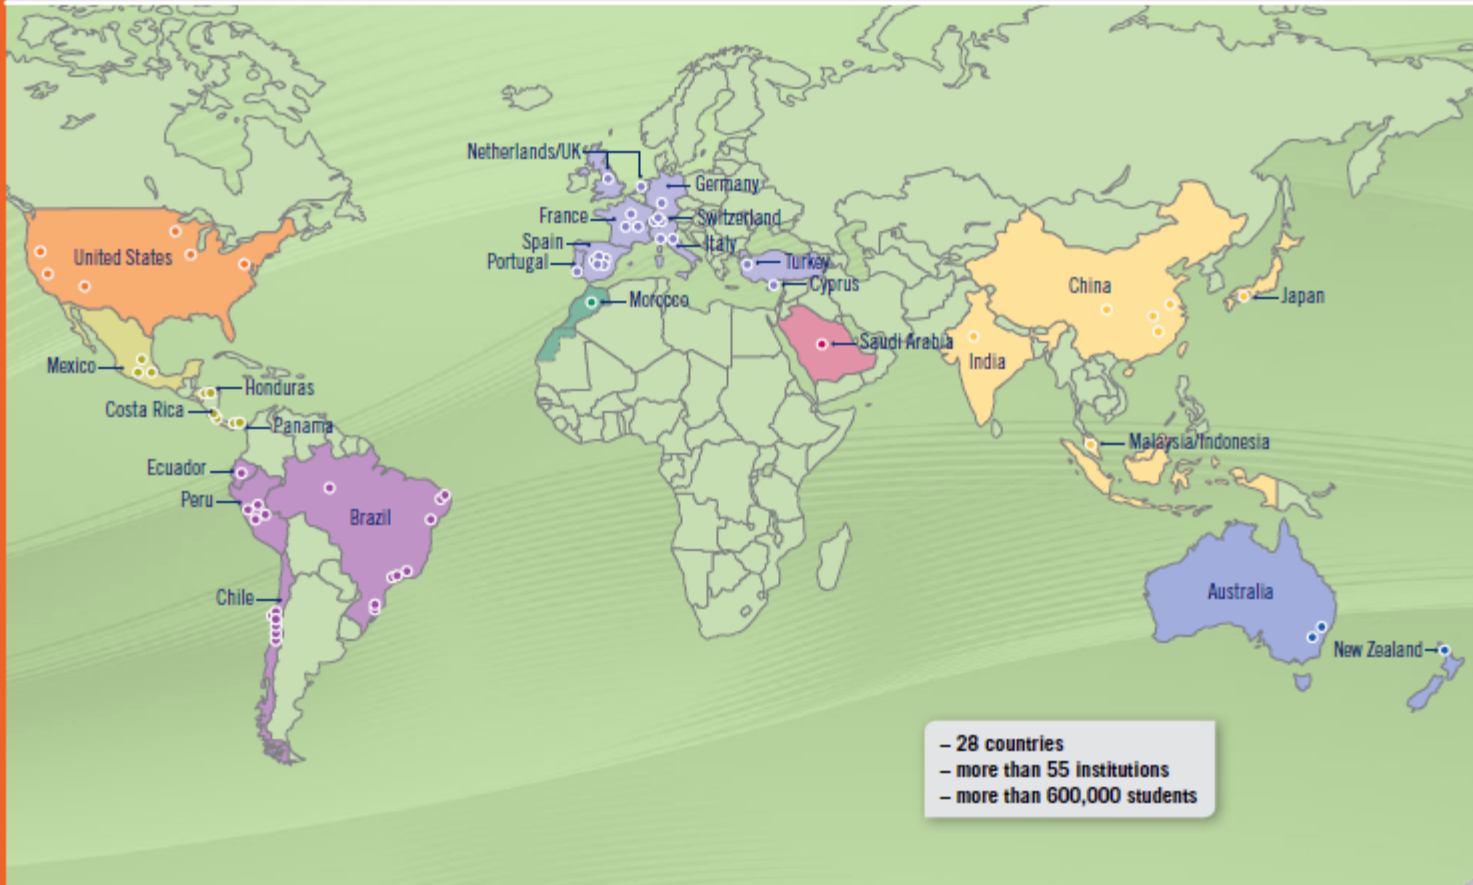 Netherlands/UK
Germany
France
Switzerland
Spain
Italy
Portugal
Turkey
Cyprus
United States
Morocco
China
Japan
Saudi Arabia
India
Mexico
Honduras
Costa Rica
Panama
Malaysia/Indonesia
Ecuador
Peru
Brazil
Chile
Australia
New Zealand
– 28 countries
– more than 55 institutions
– more than 600,000 students